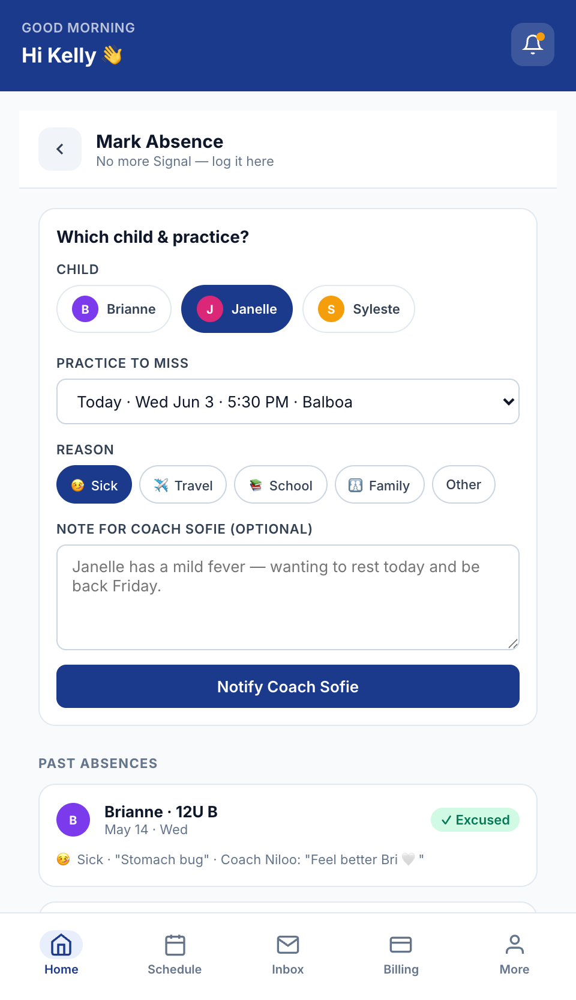 GOOD MORNING
Hi Kelly 👋
Mark Absence
No more Signal — log it here
Which child & practice?
CHILD
B Brianne
J Janelle
S Syleste
PRACTICE TO MISS
Today · Wed Jun 3 · 5:30 PM · Balboa
REASON
🤒 Sick
✈️ Travel
📚 School
👨‍👩‍👧 Family
Other
NOTE FOR COACH SOFIE (OPTIONAL)
Janelle has a mild fever — wanting to rest today and be
back Friday.
Notify Coach Sofie
PAST ABSENCES
B
Brianne · 12U B
May 14 · Wed
✓ Excused
🤒 Sick · "Stomach bug" · Coach Niloo: "Feel better Bri 🤍 "
Home
Schedule
Inbox
Billing
More